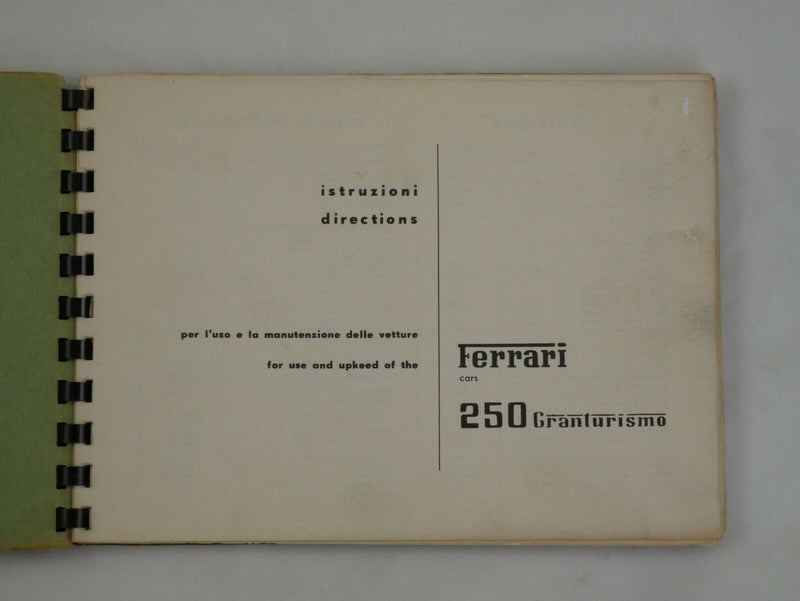 istruzioni
directions
per l'uso e la manutenzione delle vetture
for use and upkeed of the
Ferrari
cars
250 Granturismo